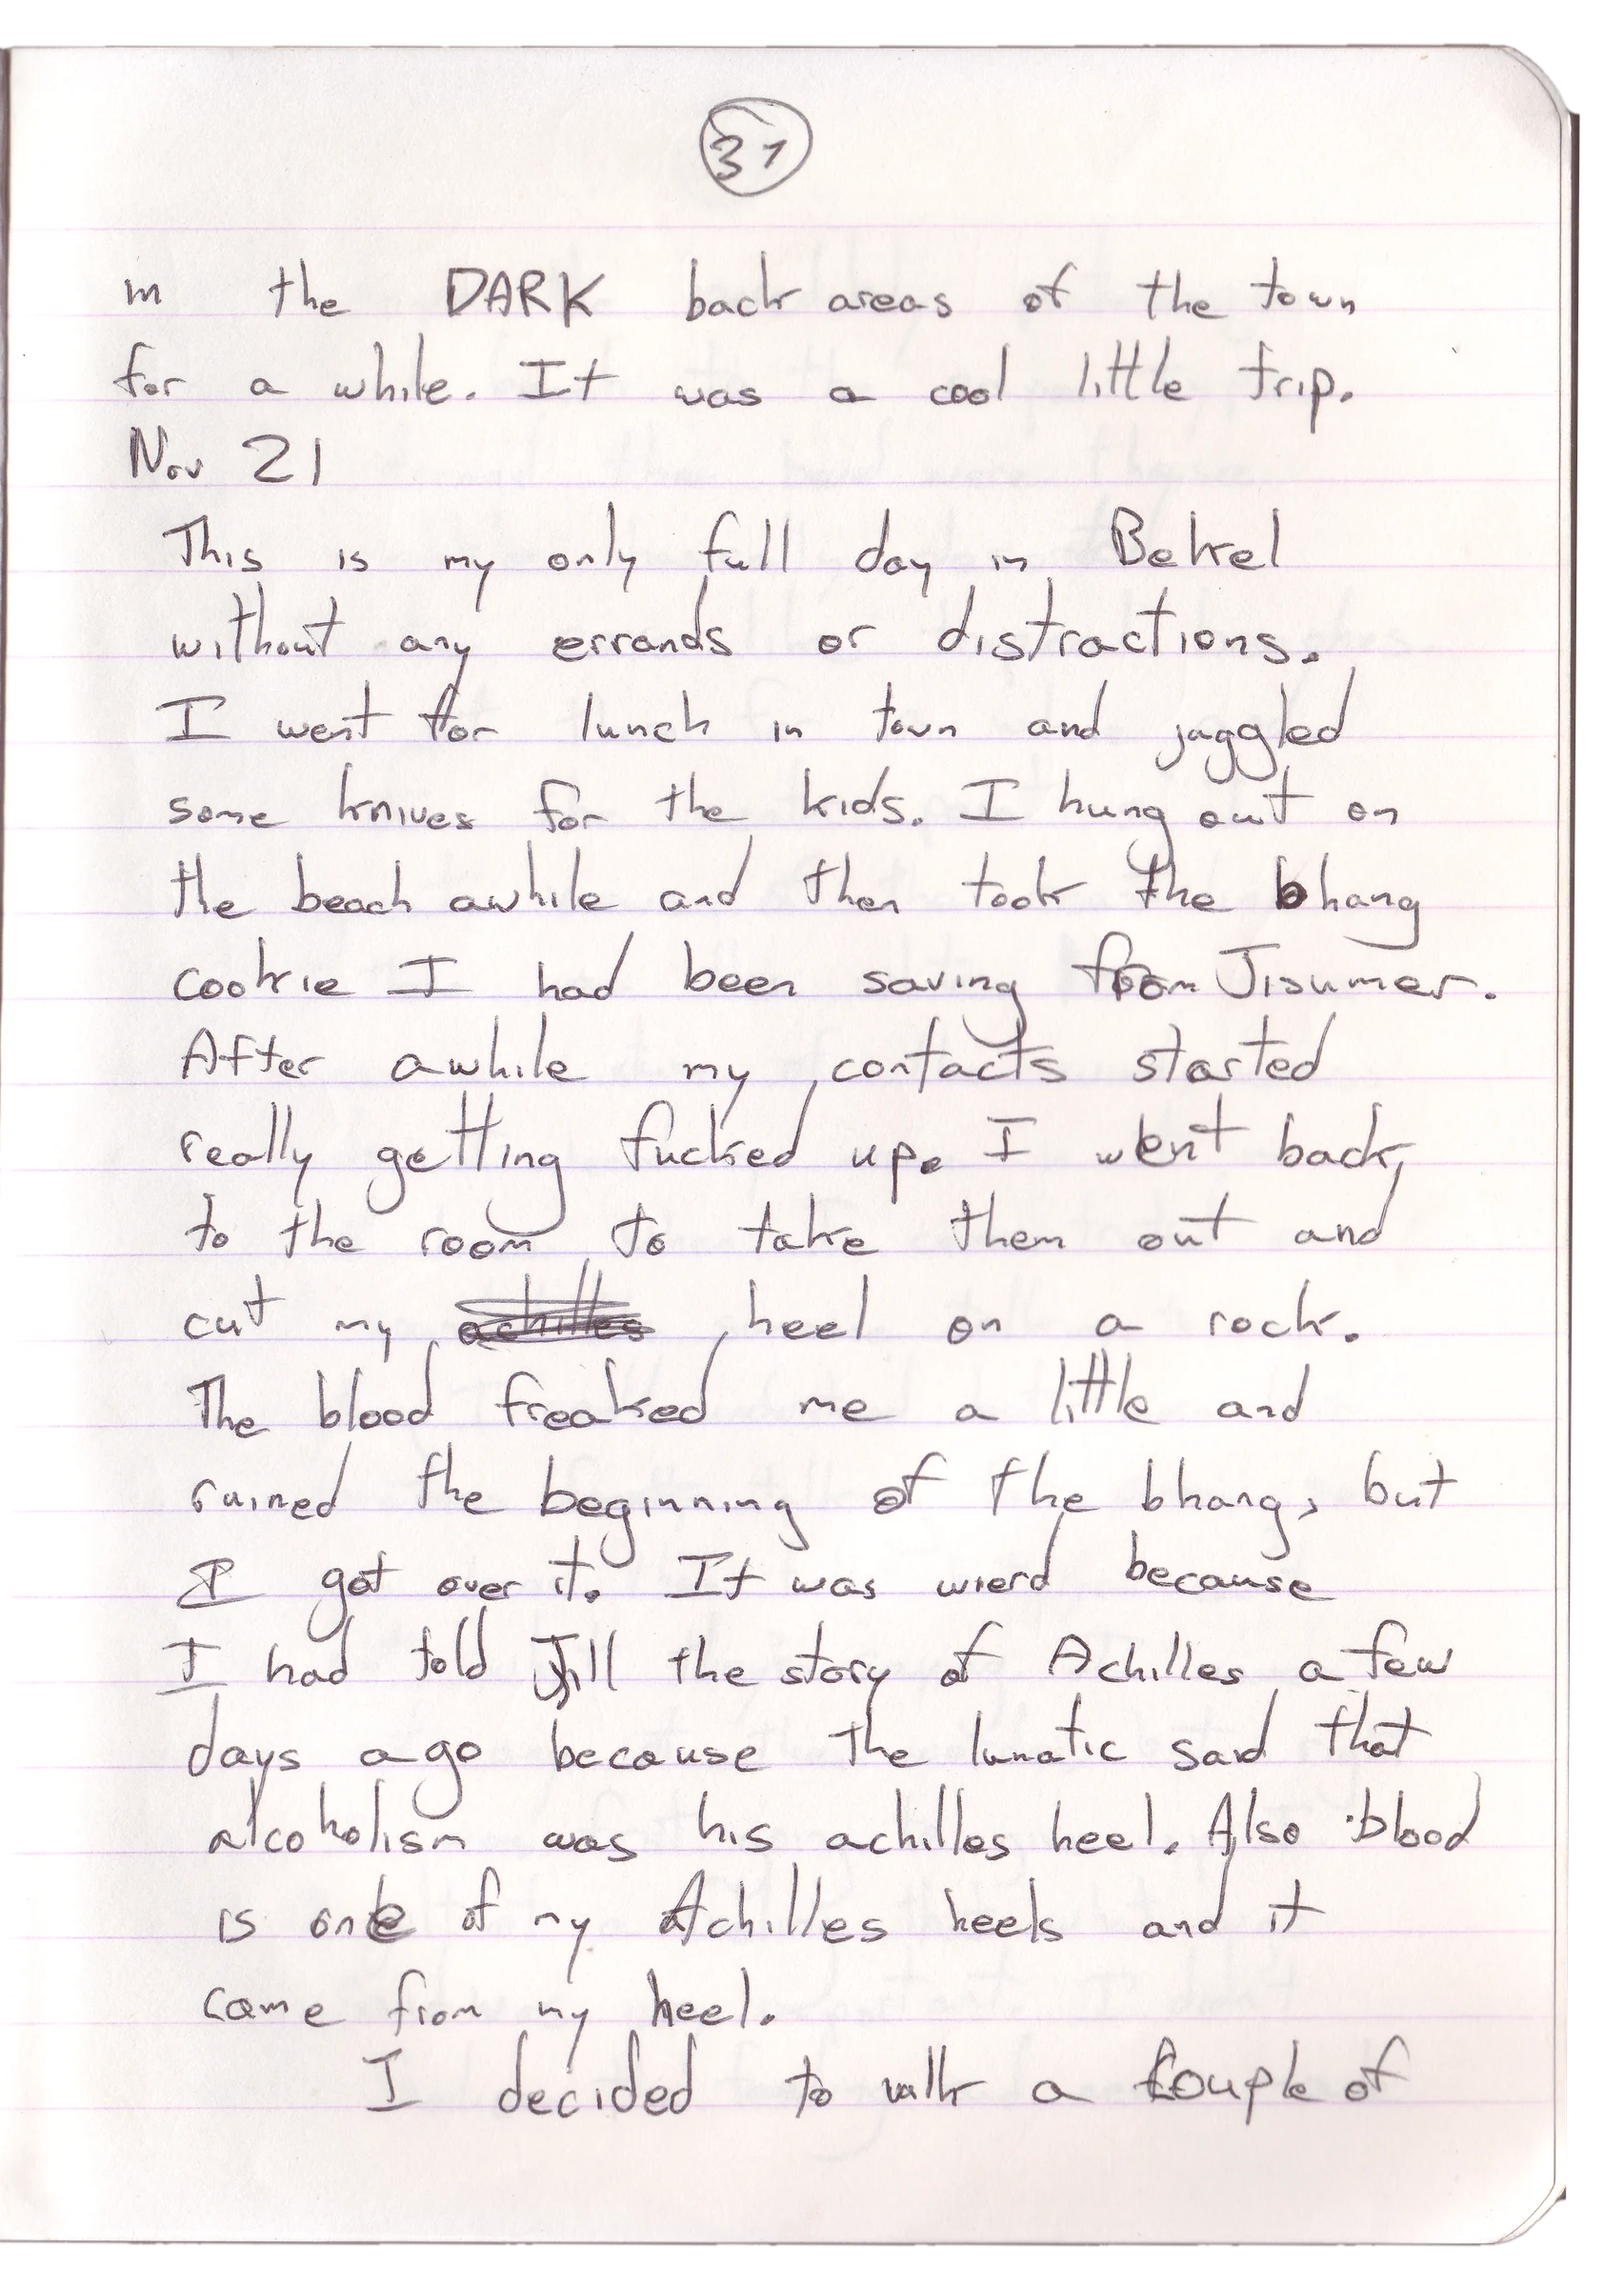 31
in the DARK back areas of the town
for a while. It was a cool little trip.
Nov 21
This is my only full day in Bekel
without any errands or distractions.
I went for lunch in town and juggled
some knives for the kids. I hung out on
the beach awhile and then took the bhang
cookie I had been saving from Jisumer.
After awhile my contacts started
really getting fucked up. I went back
to the room to take them out and
cut my achilles heel on a rock.
The blood freaked me a little and
ruined the beginning of the bhang, but
I got over it. It was wierd because
I had told Jill the story of Achilles a few
days ago because the lunatic said that
alcoholism was his achilles heel. Also blood
is one of my Achilles heels and it
came from my heel.
I decided to walk a couple of